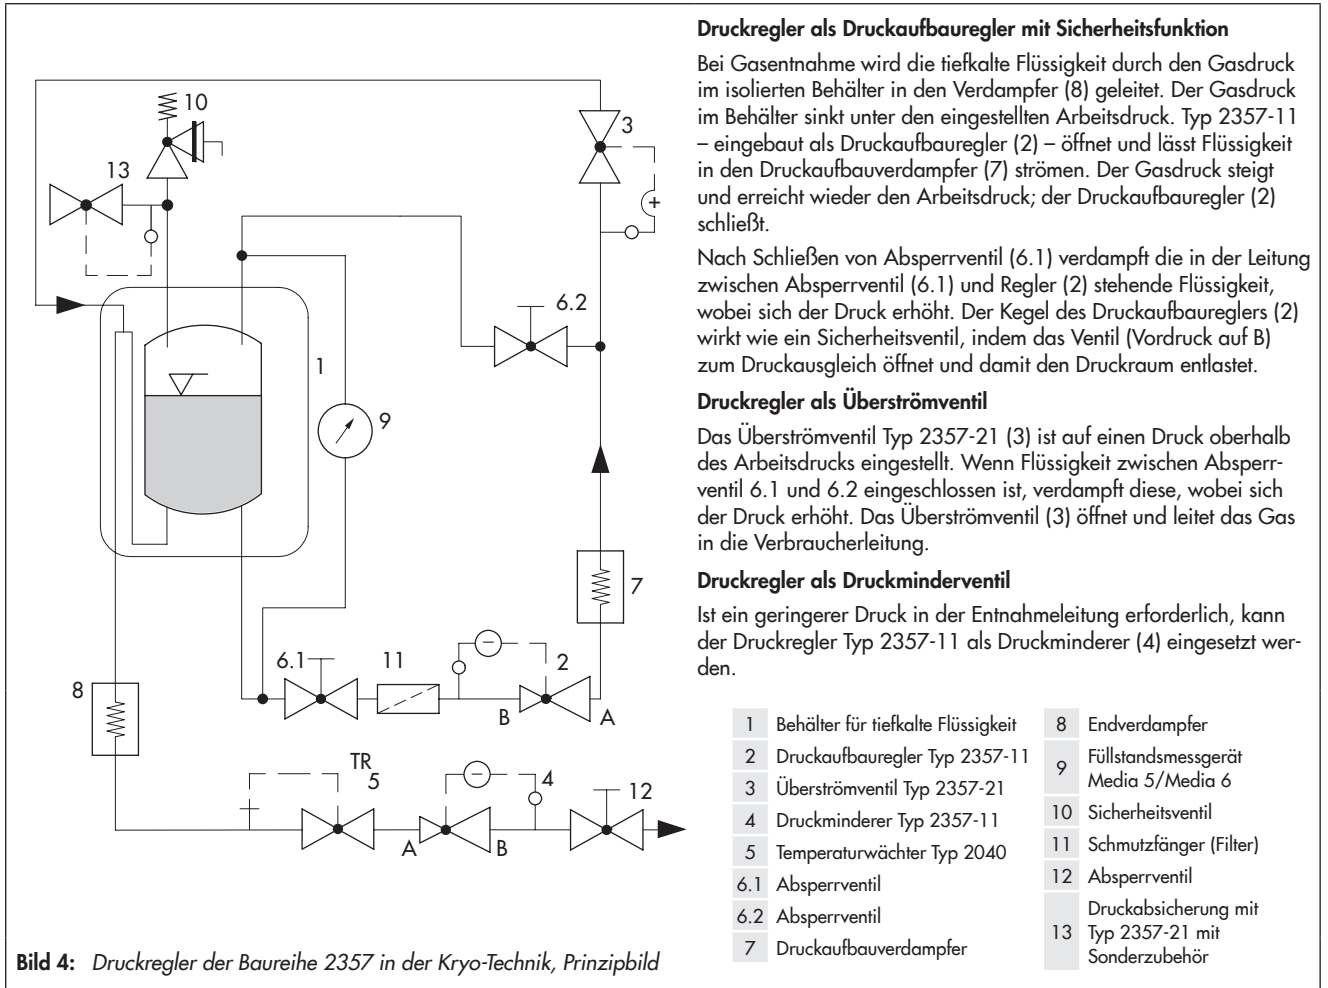 10
3
13
6.2
1
9
7
6.1
11
2
B
A
8
TR
5
4
12
A
B
Bild 4: Druckregler der Baureihe 2357 in der Kryo-Technik, Prinzipbild
Druckregler als Druckaufbauregler mit Sicherheitsfunktion
Bei Gasentnahme wird die tiefkalte Flüssigkeit durch den Gasdruck
im isolierten Behälter in den Verdampfer (8) geleitet. Der Gasdruck
im Behälter sinkt unter den eingestellten Arbeitsdruck. Typ 2357-11
– eingebaut als Druckaufbauregler (2) – öffnet und lässt Flüssigkeit
in den Druckaufbauverdampfer (7) strömen. Der Gasdruck steigt
und erreicht wieder den Arbeitsdruck; der Druckaufbauregler (2)
schließt.
Nach Schließen von Absperrventil (6.1) verdampft die in der Leitung
zwischen Absperrventil (6.1) und Regler (2) stehende Flüssigkeit,
wobei sich der Druck erhöht. Der Kegel des Druckaufbaureglers (2)
wirkt wie ein Sicherheitsventil, indem das Ventil (Vordruck auf B)
zum Druckausgleich öffnet und damit den Druckraum entlastet.
Druckregler als Überströmventil
Das Überströmventil Typ 2357-21 (3) ist auf einen Druck oberhalb
des Arbeitsdrucks eingestellt. Wenn Flüssigkeit zwischen Absperr-
ventil 6.1 und 6.2 eingeschlossen ist, verdampft diese, wobei sich
der Druck erhöht. Das Überströmventil (3) öffnet und leitet das Gas
in die Verbraucherleitung.
Druckregler als Druckminderventil
Ist ein geringerer Druck in der Entnahmeleitung erforderlich, kann
der Druckregler Typ 2357-11 als Druckminderer (4) eingesetzt wer-
den.
1 Behälter für tiefkalte Flüssigkeit
2 Druckaufbauregler Typ 2357-11
3 Überströmventil Typ 2357-21
4 Druckminderer Typ 2357-11
5 Temperaturwächter Typ 2040
6.1 Absperrventil
6.2 Absperrventil
7 Druckaufbauverdampfer
8 Endverdampfer
9 Füllstandsmessgerät
Media 5/Media 6
10 Sicherheitsventil
11 Schmutzfänger (Filter)
12 Absperrventil
13 Druckabsicherung mit
Typ 2357-21 mit
Sonderzubehör